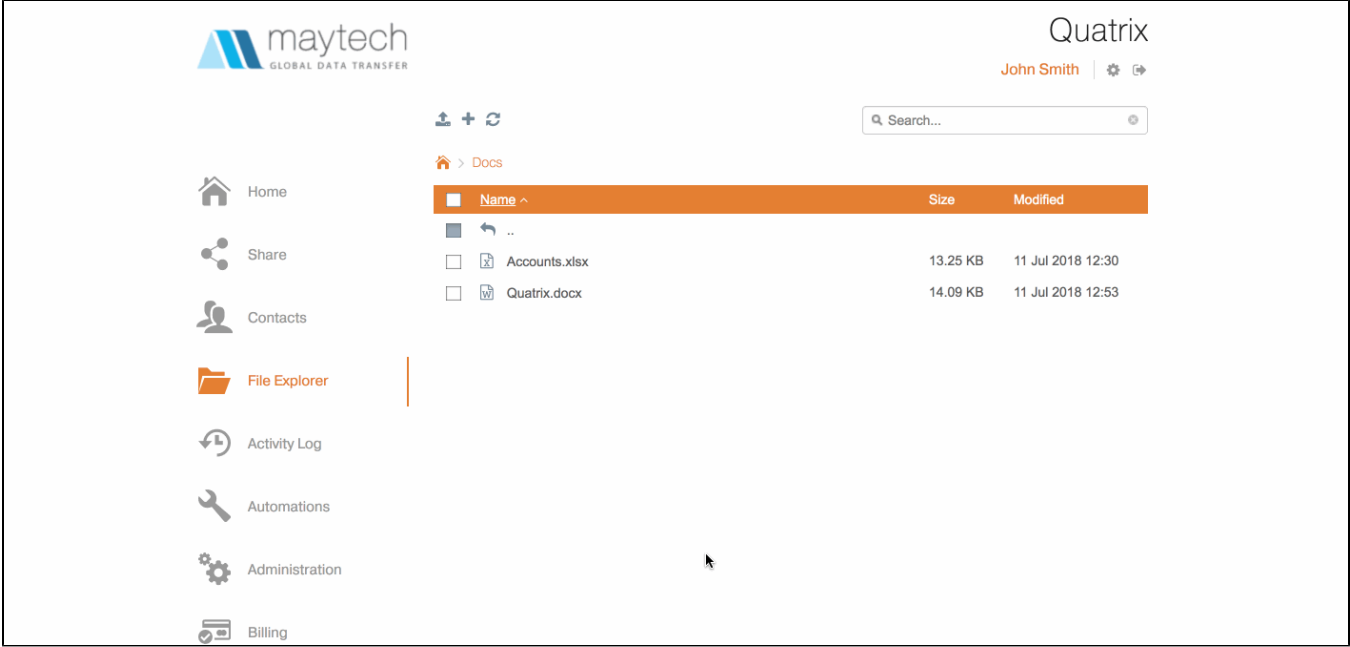 maytech
GLOBAL DATA TRANSFER
Quatrix
John Smith
Search...
Docs
Home
Share
Contacts
File Explorer
Activity Log
Automations
Administration
Billing
Name Size Modified
..
Accounts.xlsx 13.25 KB 11 Jul 2018 12:30
Quatrix.docx 14.09 KB 11 Jul 2018 12:53